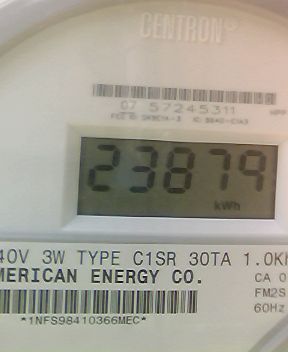 CENTRON®
07 57245311
23879
kWh
40V 3W TYPE C1SR 30TA 1.0Kh
MERICAN ENERGY CO.
CA 0
FM2S
60Hz
*1NFS98410366MEC*